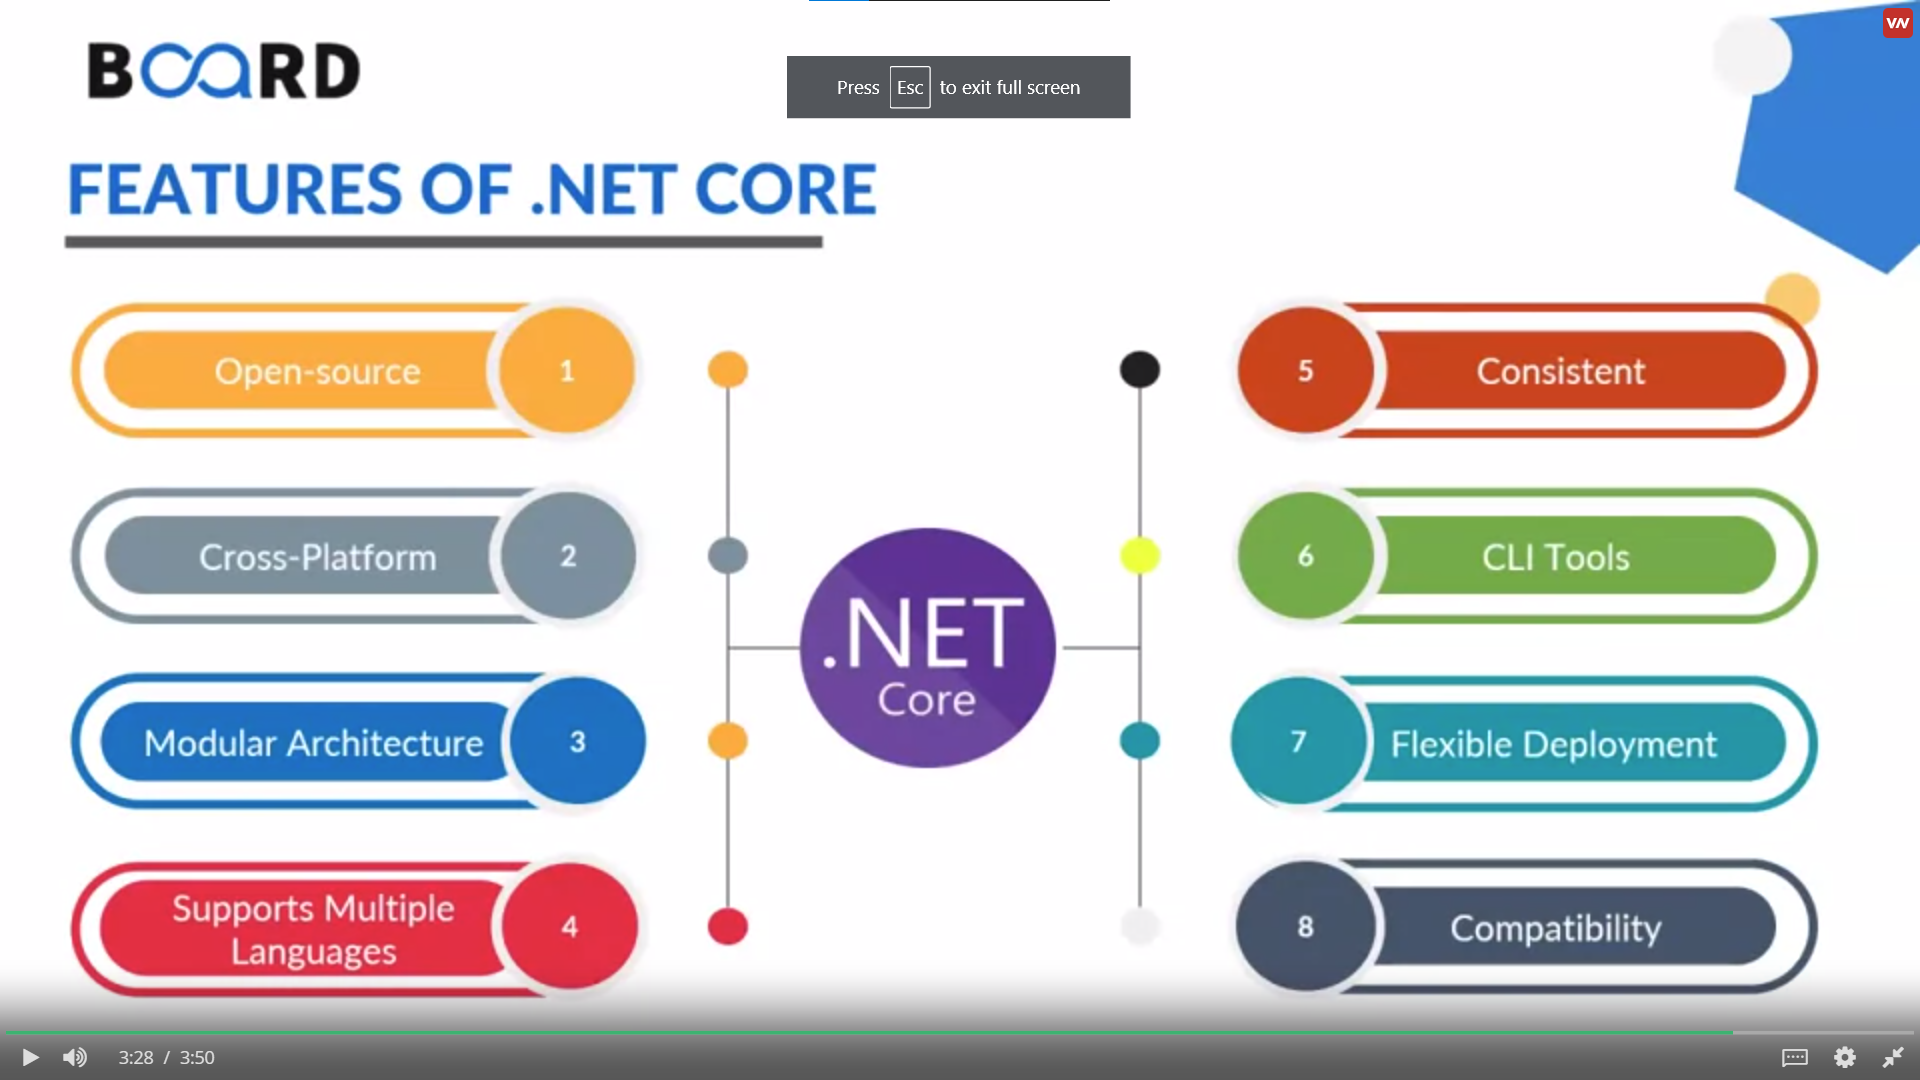 BOARD
Press Esc to exit full screen
FEATURES OF .NET CORE
Open-source
1
Cross-Platform
2
Modular Architecture
3
Supports Multiple
Languages
4
.NET
Core
5
Consistent
6
CLI Tools
7
Flexible Deployment
8
Compatibility
3:28 / 3:50
VN